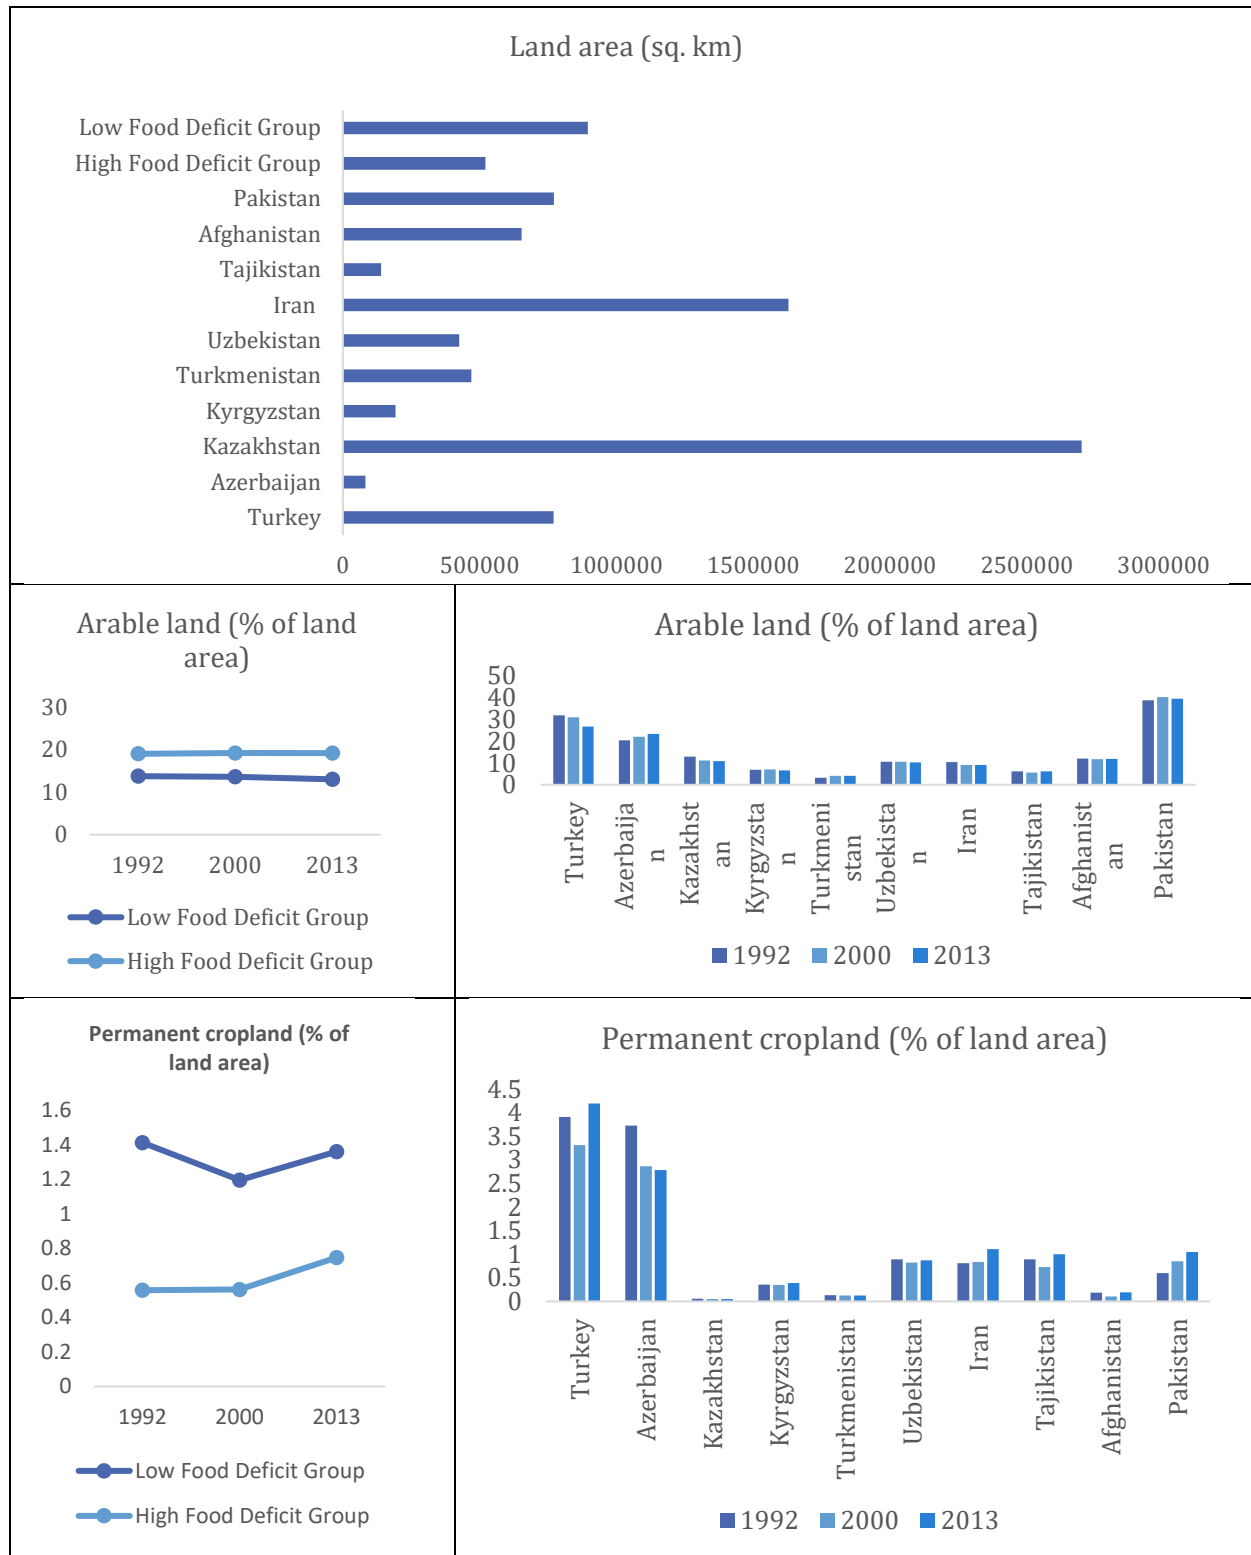 Land area (sq. km)
Low Food Deficit Group
High Food Deficit Group
Pakistan
Afghanistan
Tajikistan
Iran
Uzbekistan
Turkmenistan
Kyrgyzstan
Kazakhstan
Azerbaijan
Turkey
0 500000 1000000 1500000 2000000 2500000 3000000
Arable land (% of land
area)
30
20
10
0
1992 2000 2013
Low Food Deficit Group
High Food Deficit Group
Arable land (% of land area)
50
40
30
20
10
0
Turkey
Azerbaija
n
Kazakhst
an
Kyrgyzsta
n
Turkmeni
stan
Uzbekista
n
Iran
Tajikistan
Afghanist
an
Pakistan
1992 2000 2013
Permanent cropland (% of
land area)
1.6
1.4
1.2
1
0.8
0.6
0.4
0.2
0
1992 2000 2013
Low Food Deficit Group
High Food Deficit Group
Permanent cropland (% of land area)
4.5
4
3.5
3
2.5
2
1.5
1
0.5
0
Turkey
Azerbaijan
Kazakhstan
Kyrgyzstan
Turkmenistan
Uzbekistan
Iran
Tajikistan
Afghanistan
Pakistan
1992 2000 2013